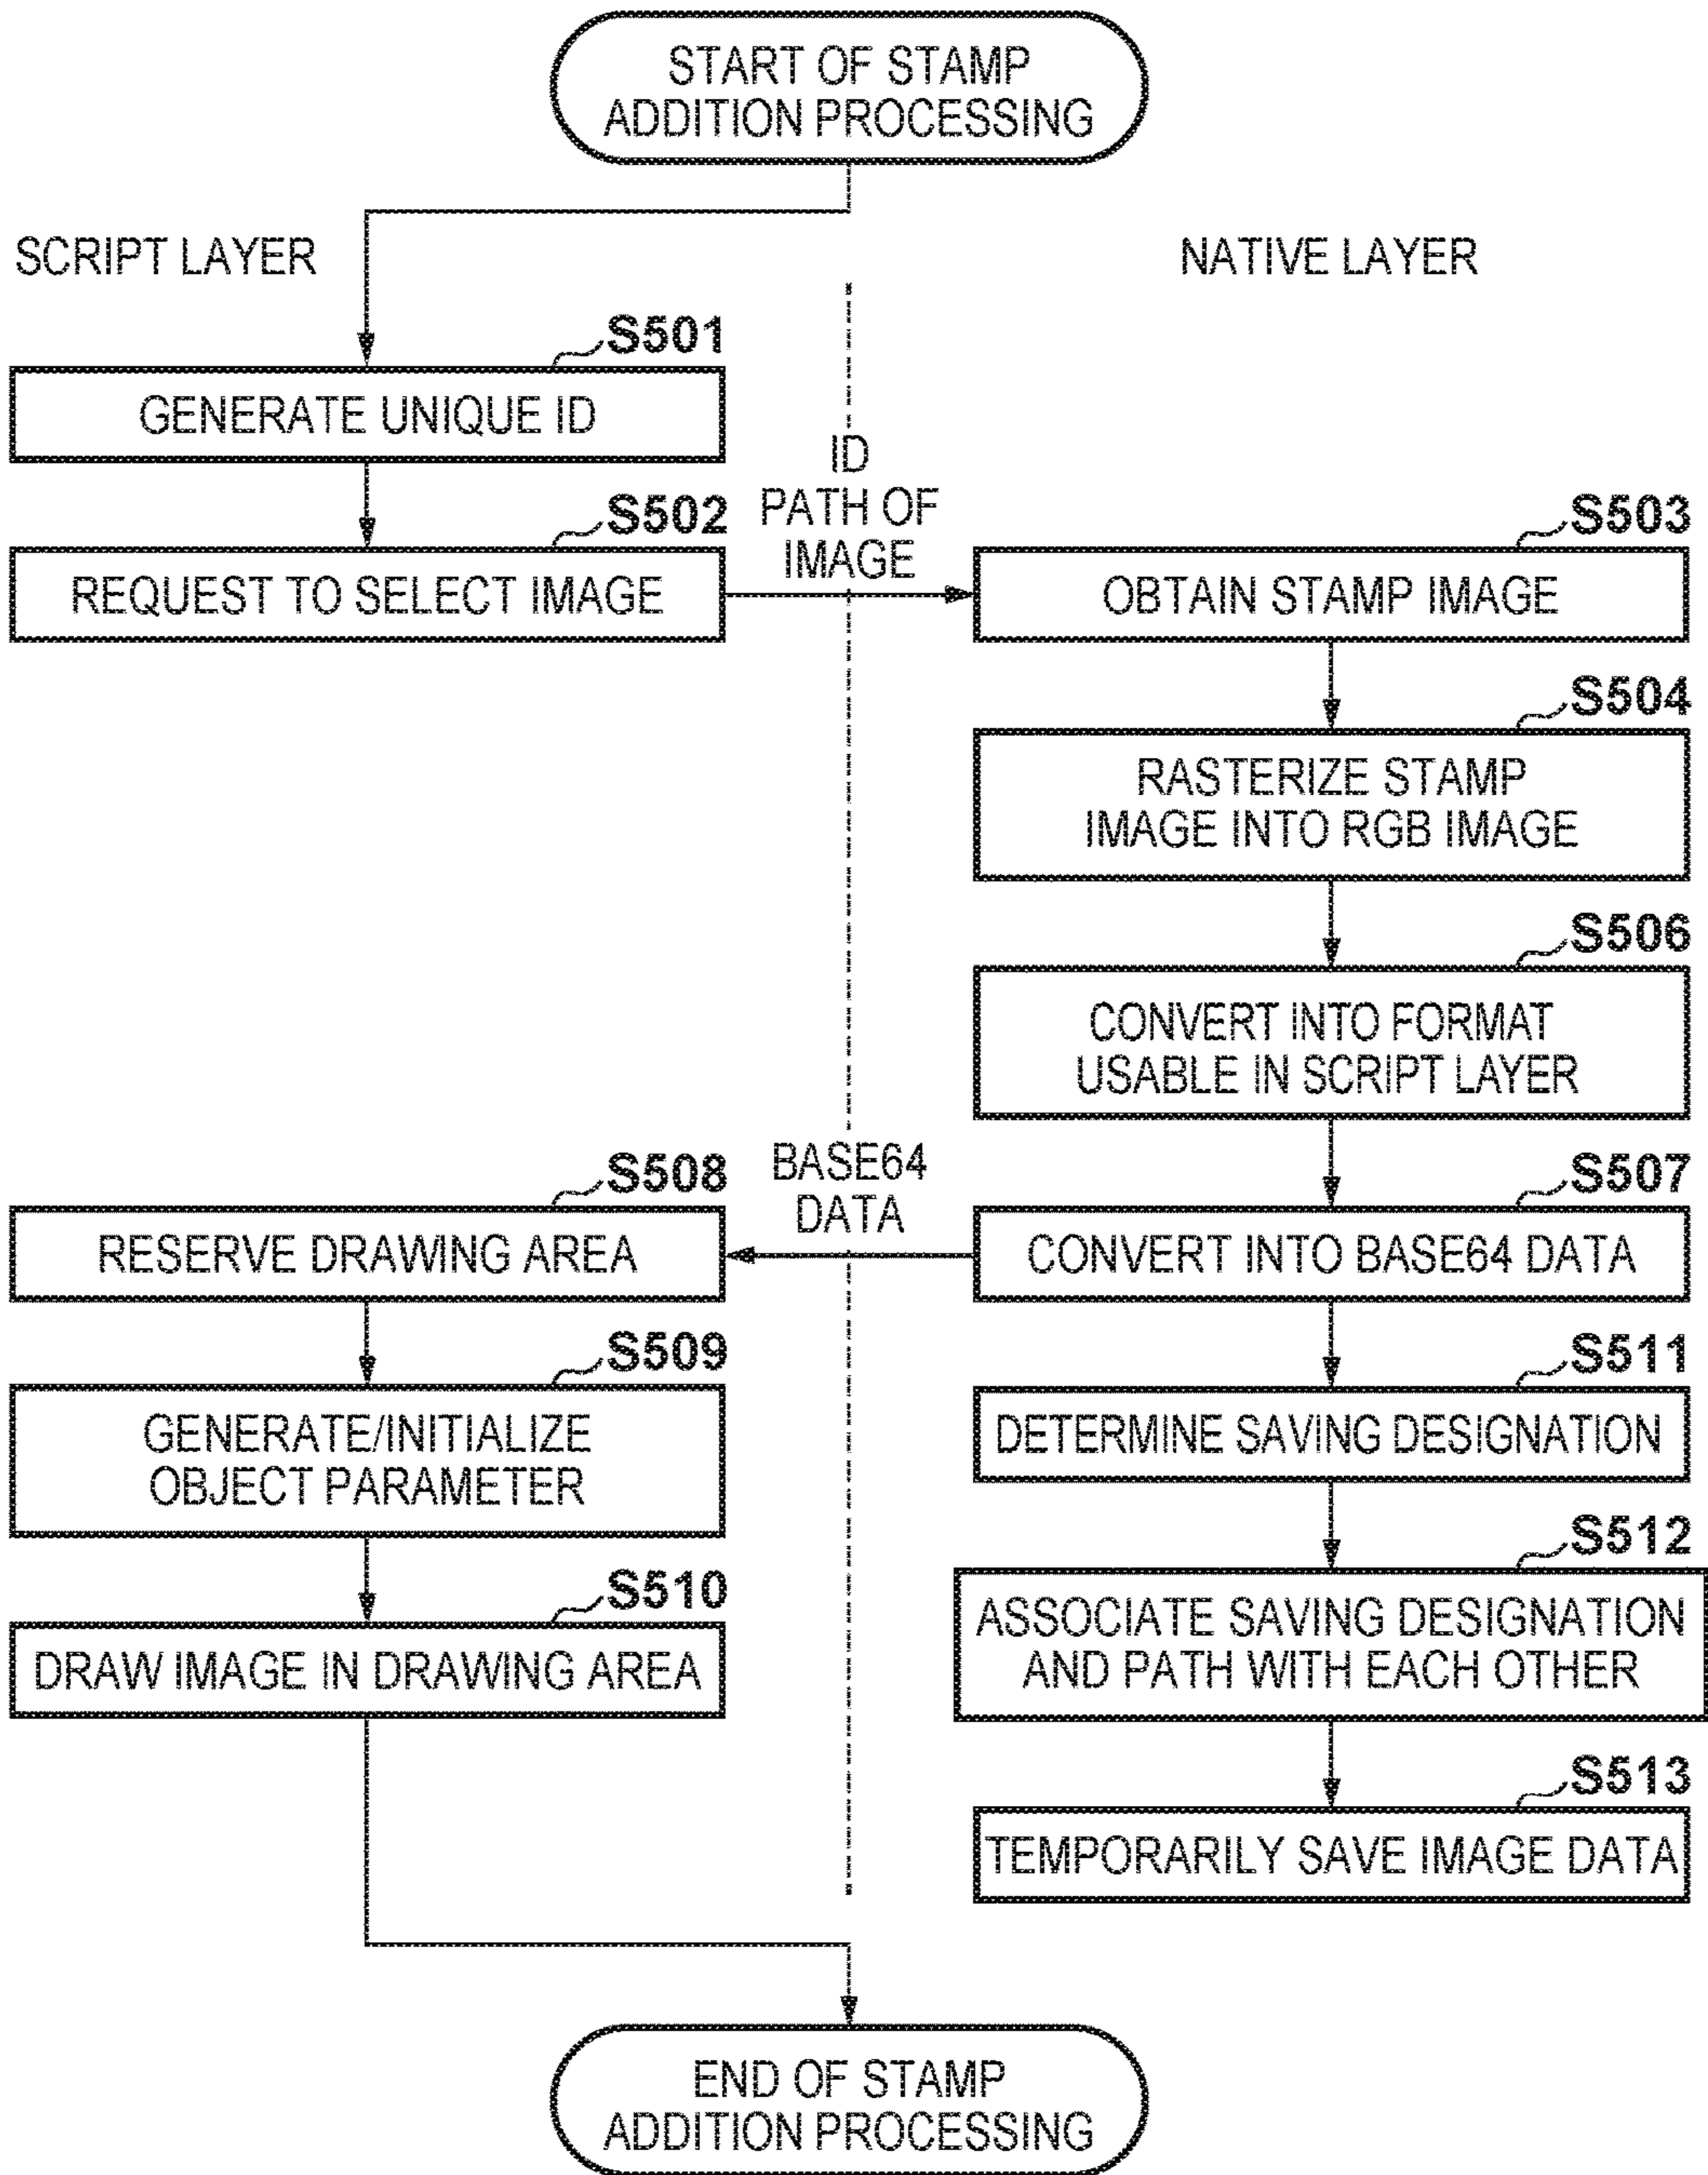 START OF STAMP
ADDITION PROCESSING
SCRIPT LAYER
NATIVE LAYER
S501
GENERATE UNIQUE ID
ID
PATH OF
IMAGE
S502
REQUEST TO SELECT IMAGE
S503
OBTAIN STAMP IMAGE
S504
RASTERIZE STAMP
IMAGE INTO RGB IMAGE
S506
CONVERT INTO FORMAT
USABLE IN SCRIPT LAYER
S507
CONVERT INTO BASE64 DATA
BASE64
DATA
S508
RESERVE DRAWING AREA
S509
GENERATE/INITIALIZE
OBJECT PARAMETER
S510
DRAW IMAGE IN DRAWING AREA
S511
DETERMINE SAVING DESIGNATION
S512
ASSOCIATE SAVING DESIGNATION
AND PATH WITH EACH OTHER
S513
TEMPORARILY SAVE IMAGE DATA
END OF STAMP
ADDITION PROCESSING